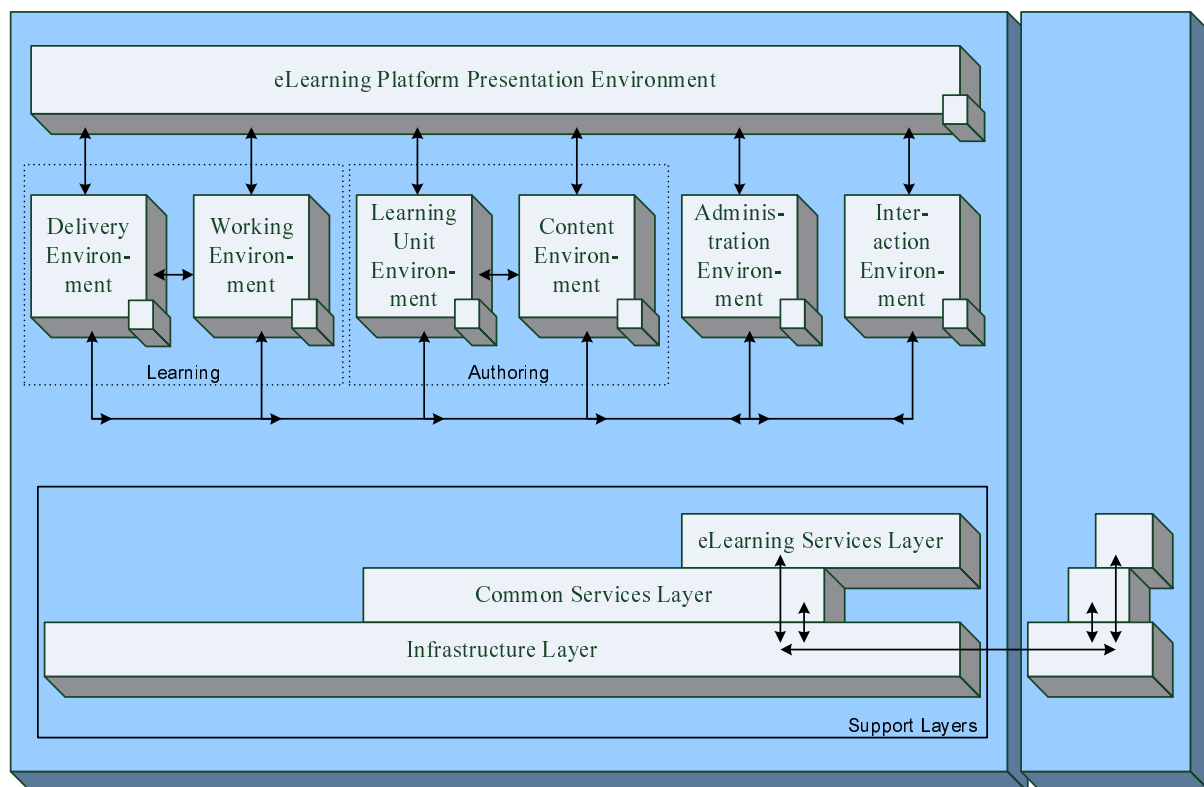 eLearning Platform Presentation Environment
Delivery
Environ-
ment
Working
Environ-
ment
Learning
Unit
Environ-
ment
Content
Environ-
ment
Adminis-
tration
Environ-
ment
Inter-
action
Environ-
ment
Learning
Authoring
eLearning Services Layer
Common Services Layer
Infrastructure Layer
Support Layers